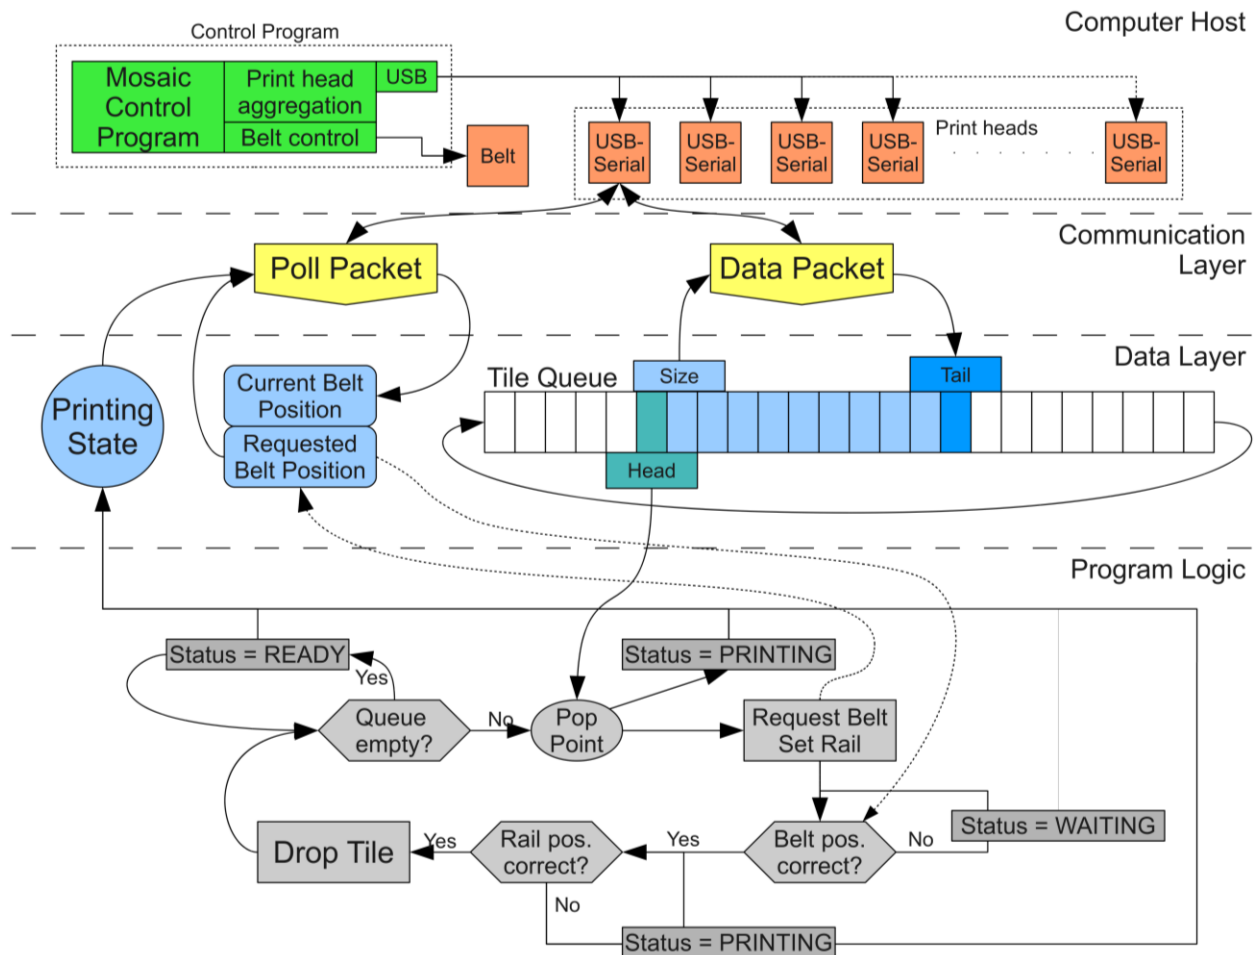 Computer Host
Control Program
Mosaic
Control
Program
Print head
aggregation
USB
Belt control
Belt
USB-
Serial
USB-
Serial
USB-
Serial
USB-
Serial
Print heads
USB-
Serial
Communication
Layer
Poll Packet
Data Packet
Data Layer
Printing
State
Current Belt
Position
Requested
Belt Position
Tile Queue
Size
Tail
Head
Program Logic
Status = READY
Yes
Status = PRINTING
Queue
empty?
No
Pop
Point
Request Belt
Set Rail
Status = WAITING
Drop Tile
Yes
Rail pos.
correct?
Yes
Belt pos.
correct?
No
No
Status = PRINTING